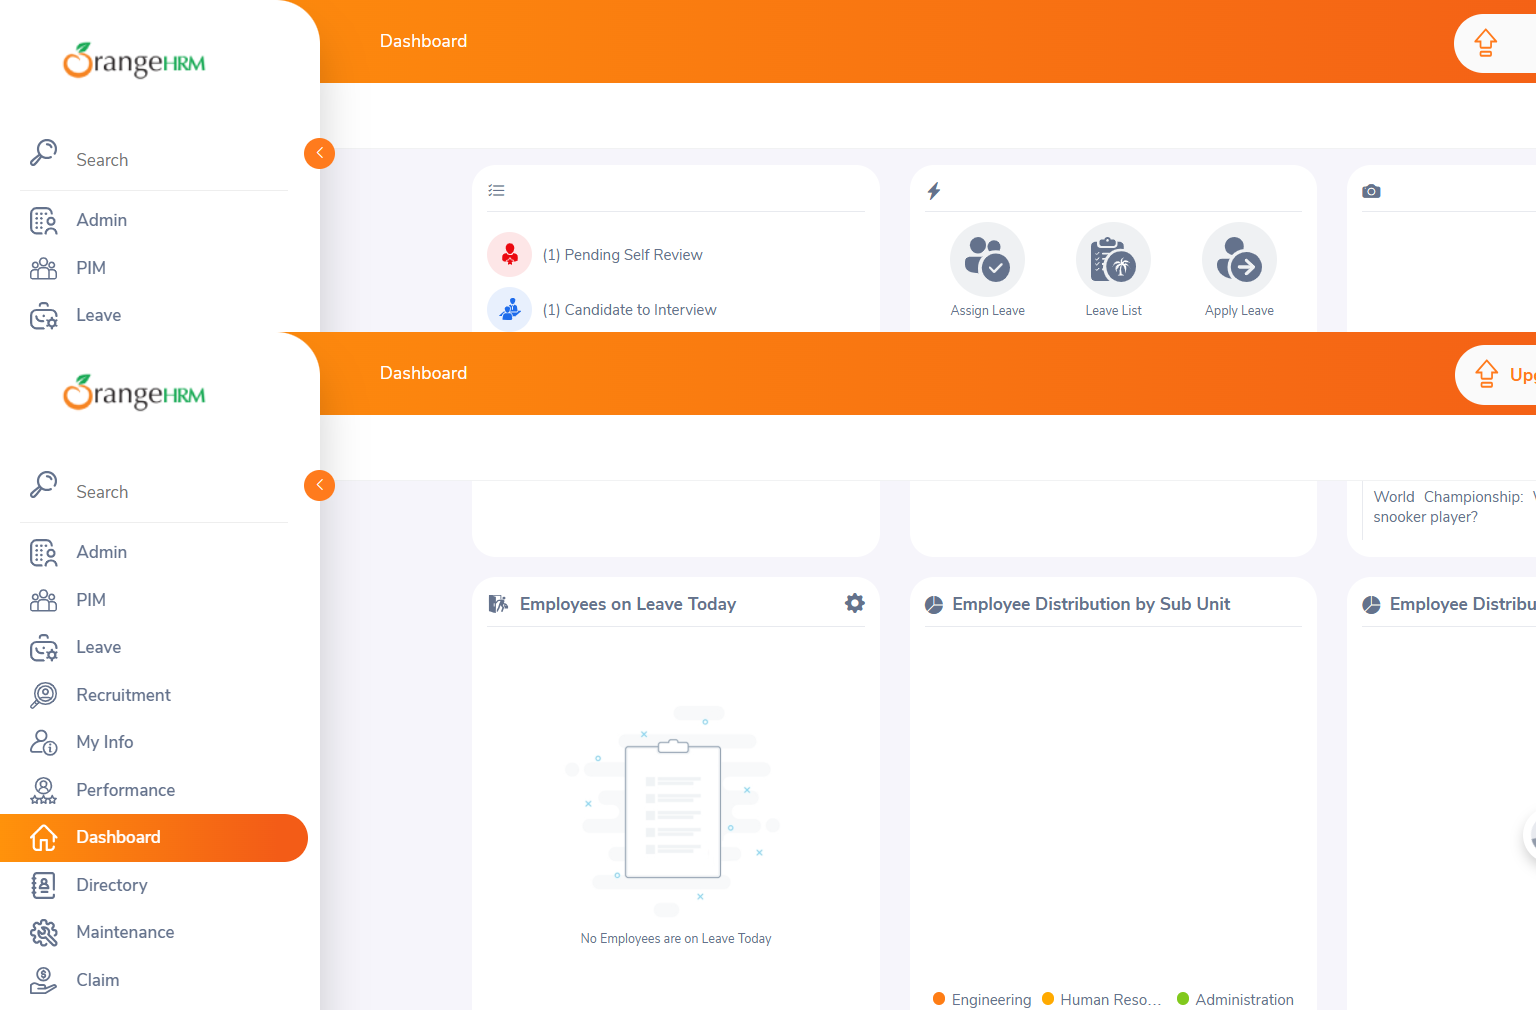 OrangeHRM
Dashboard
Search
Admin
PIM
Leave
(1) Pending Self Review
(1) Candidate to Interview
Assign Leave
Leave List
Apply Leave
OrangeHRM
Dashboard
Upg
Search
Admin
PIM
Leave
Recruitment
My Info
Performance
Dashboard
Directory
Maintenance
Claim
World Championship:
snooker player?
Employees on Leave Today
No Employees are on Leave Today
Employee Distribution by Sub Unit
Engineering
Human Reso...
Administration
Employee Distribu